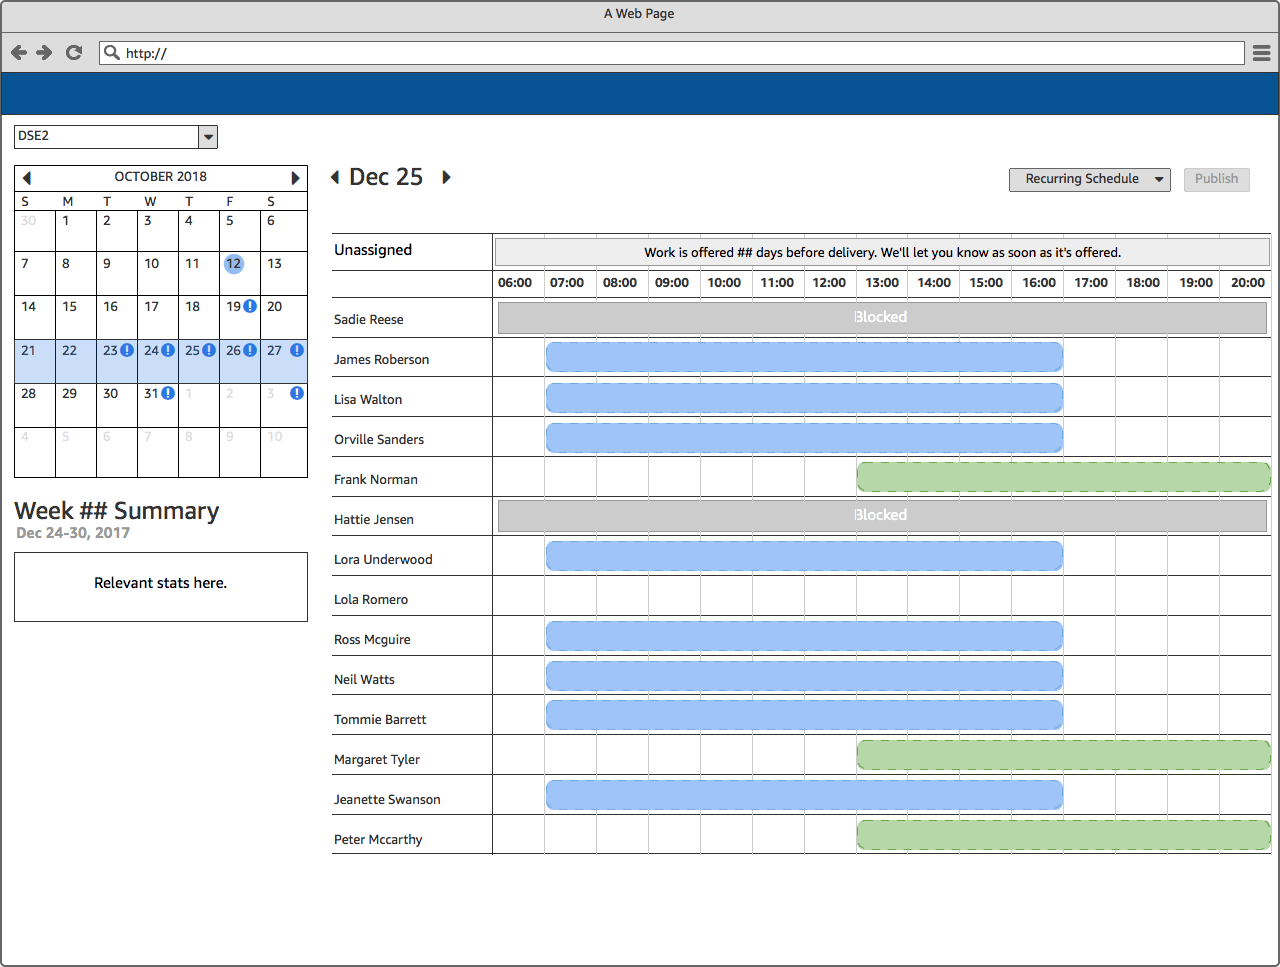 A Web Page
http://
DSE2
OCTOBER 2018
S M T W T F S
30 1 2 3 4 5 6
7 8 9 10 11 12 13
14 15 16 17 18 19 20
21 22 23 24 25 26 27
28 29 30 31 1 2 3
4 5 6 7 8 9 10
Week ## Summary
Dec 24-30, 2017
Relevant stats here.
Dec 25
Recurring Schedule
Publish
Unassigned
Work is offered ## days before delivery. We'll let you know as soon as it's offered.
06:00 07:00 08:00 09:00 10:00 11:00 12:00 13:00 14:00 15:00 16:00 17:00 18:00 19:00 20:00
Sadie Reese Blocked
James Roberson
Lisa Walton
Orville Sanders
Frank Norman
Hattie Jensen Blocked
Lora Underwood
Lola Romero
Ross Mcguire
Neil Watts
Tommie Barrett
Margaret Tyler
Jeanette Swanson
Peter Mccarthy